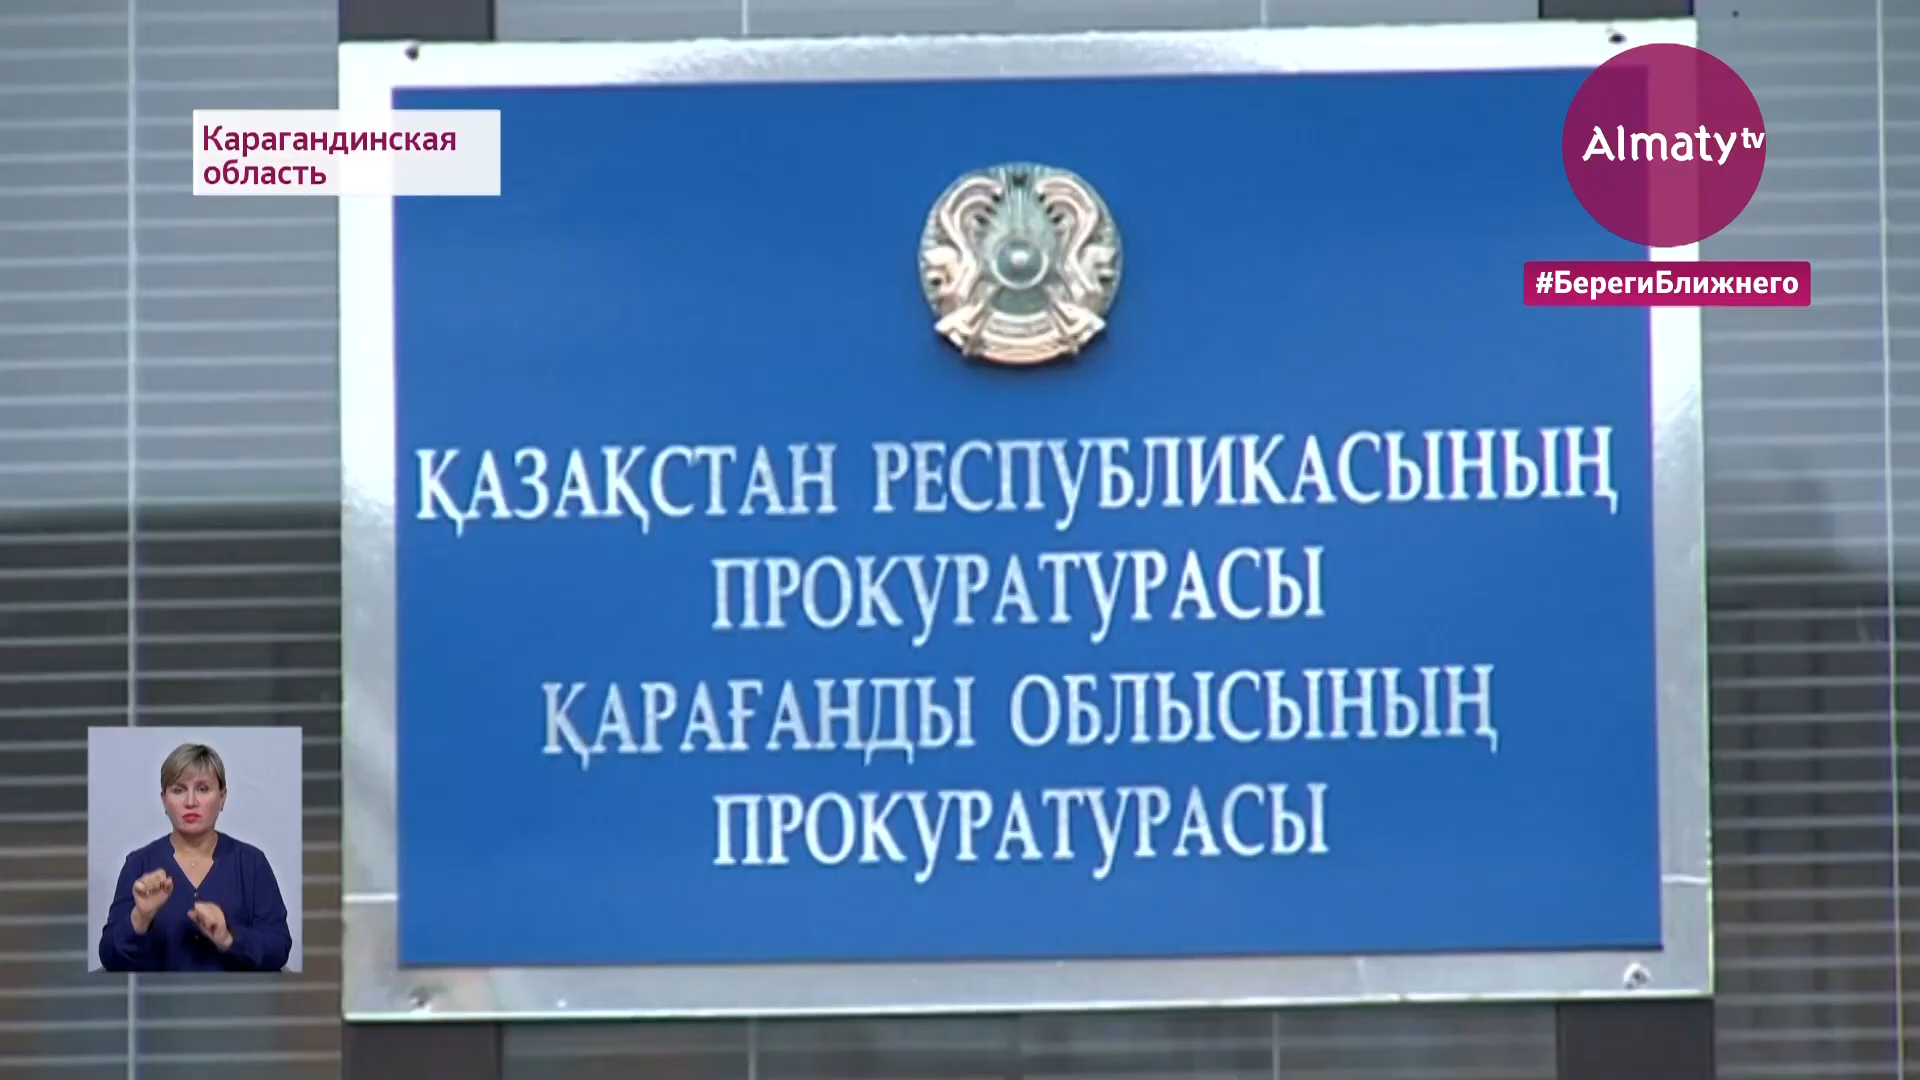 Карагандинская
область
Almaty tv
#БерегиБлижнего
ҚАЗАҚСТАН РЕСПУБЛИКАСЫНЫҢ
ПРОКУРАТУРАСЫ
ҚАРАҒАНДЫ ОБЛЫСЫНЫҢ
ПРОКУРАТУРАСЫ